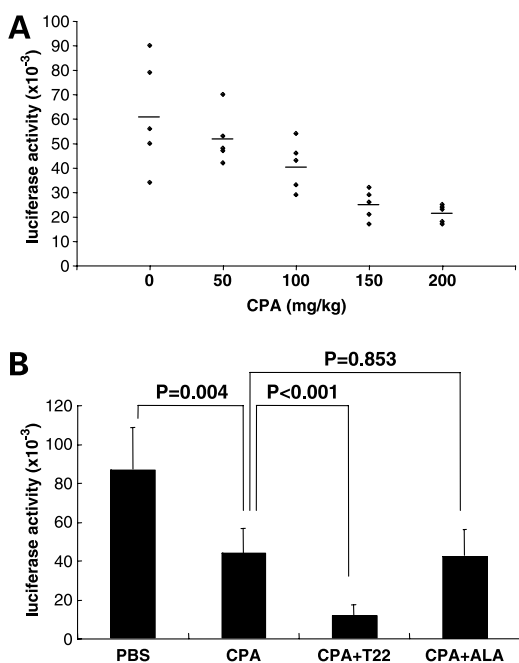 A
luciferase activity (x10-3)
100
90
80
70
60
50
40
30
20
10
0
0 50 100 150 200
CPA (mg/kg)
B
P=0.853
P=0.004 P<0.001
luciferase activity (x10-3)
120
100
80
60
40
20
0
PBS CPA CPA+T22 CPA+ALA